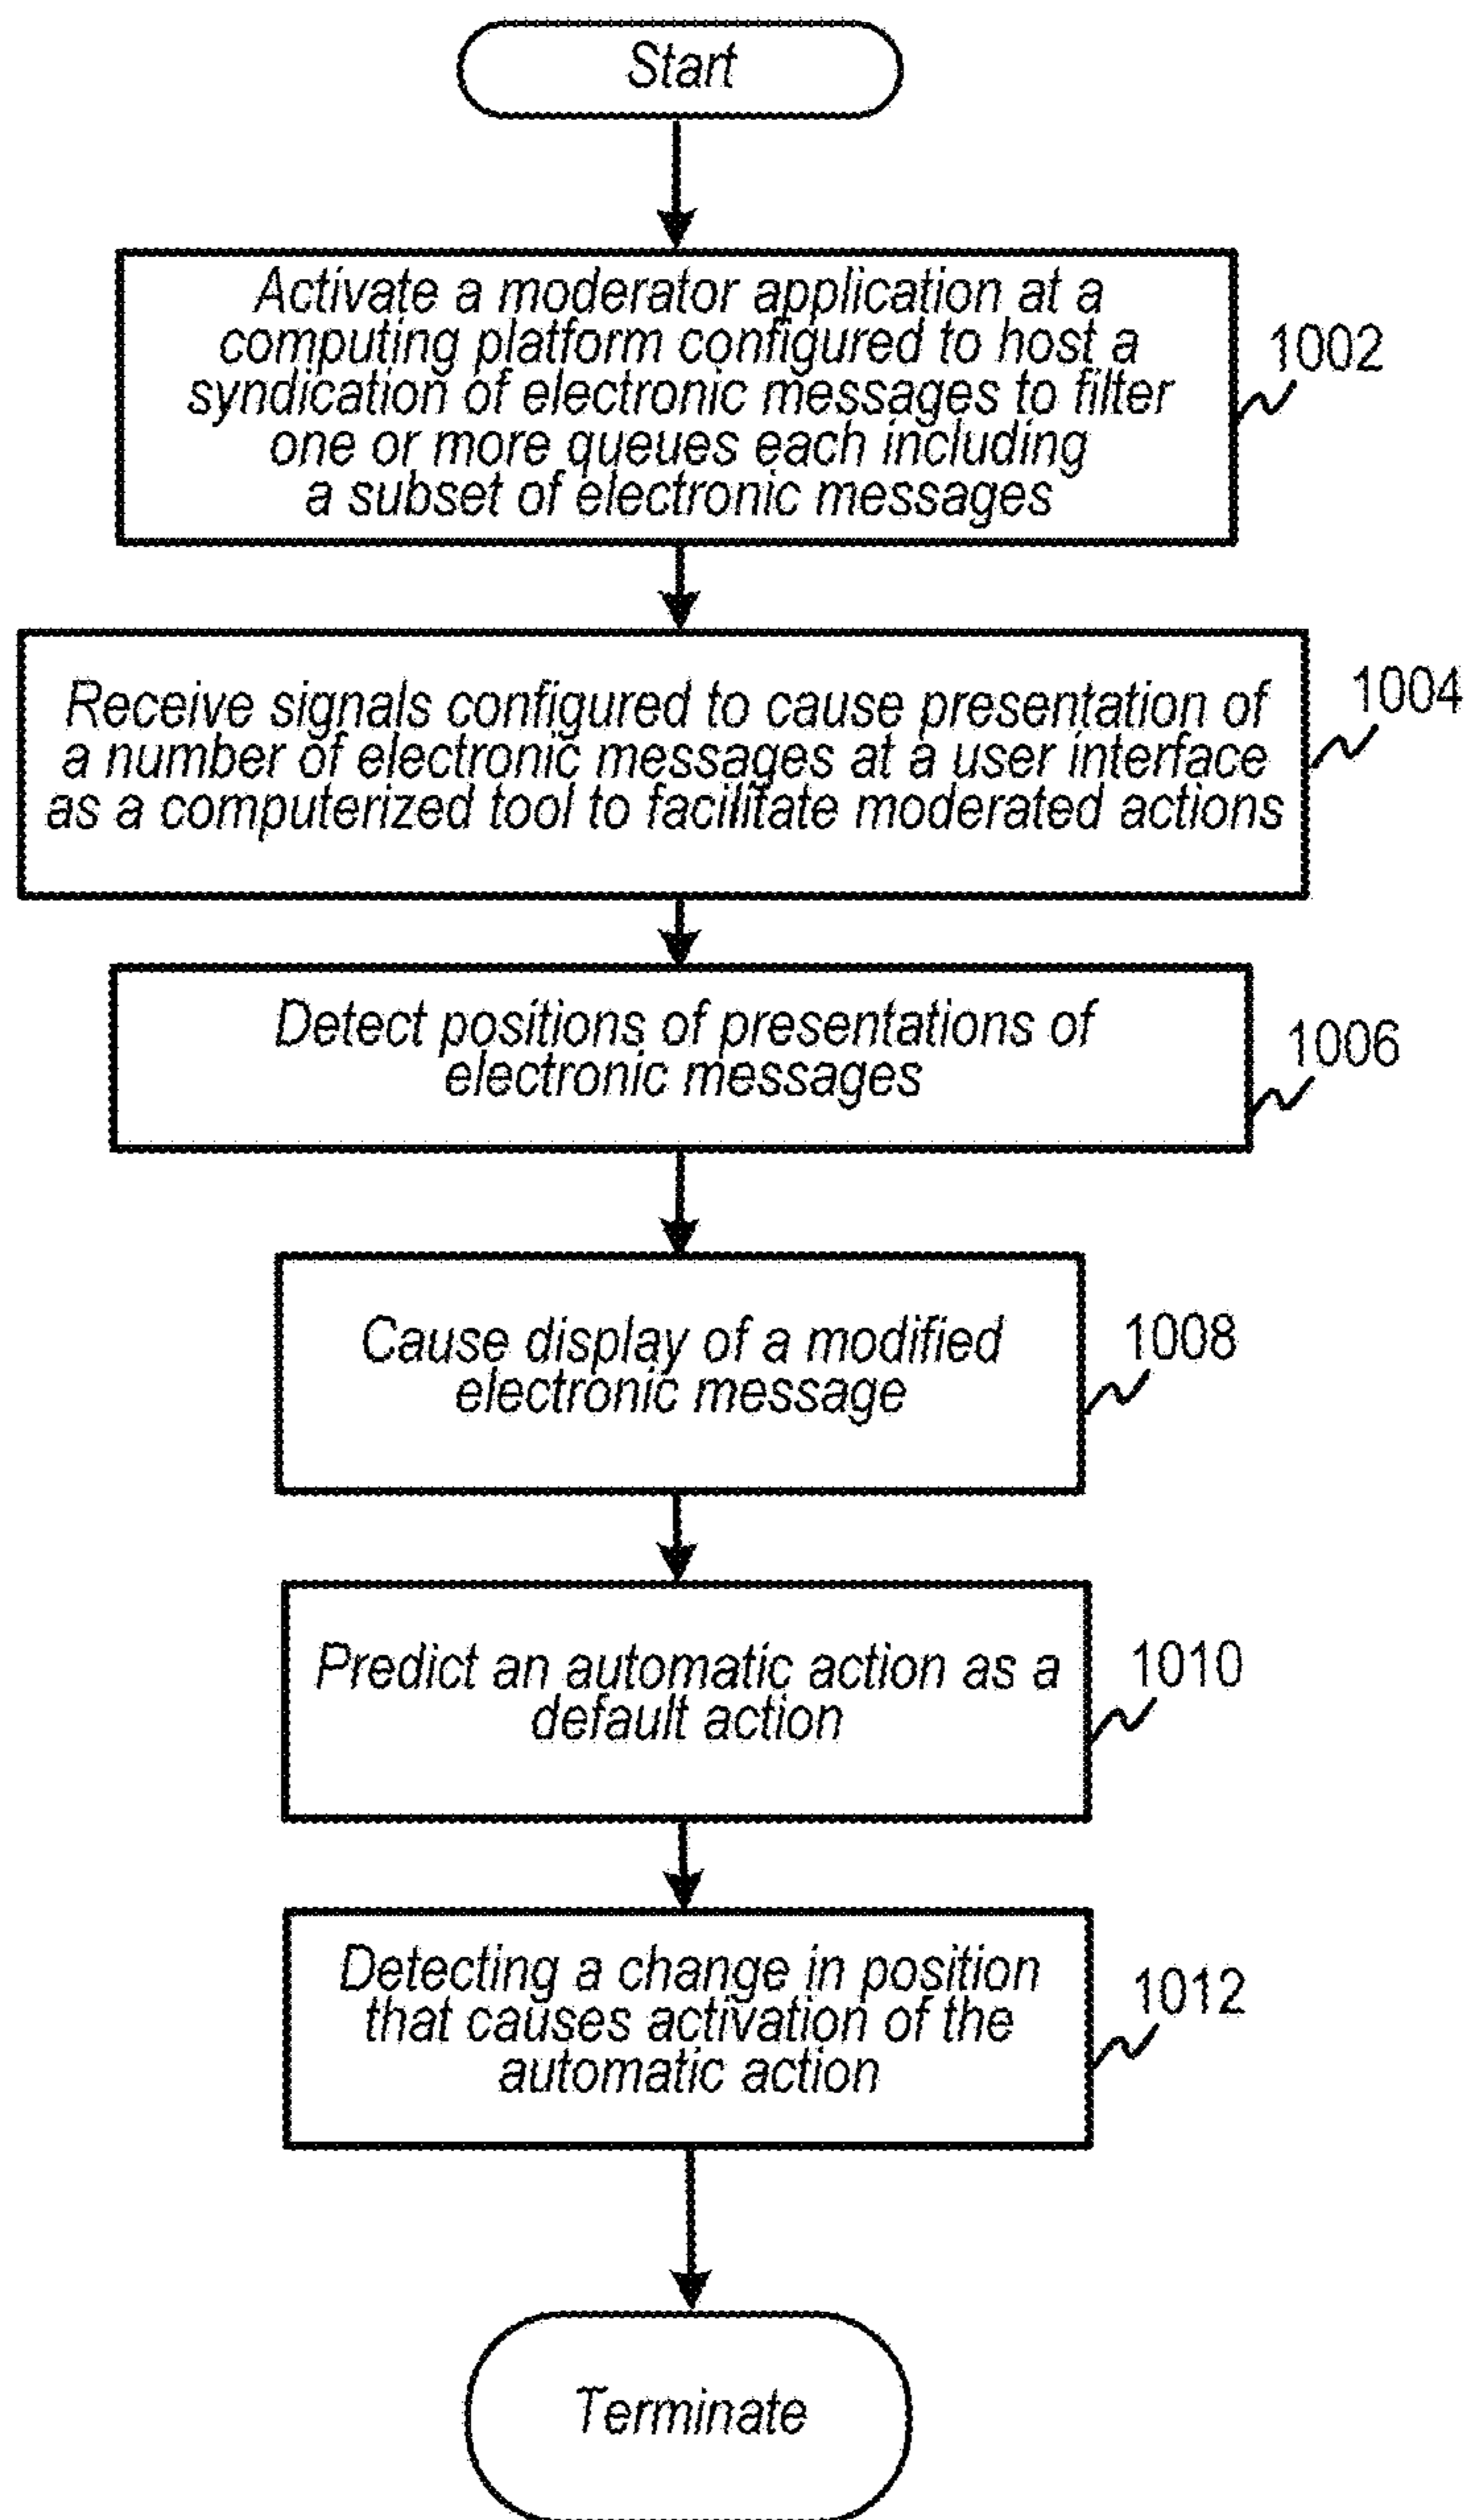 Start
Activate a moderator application at a
computing platform configured to host a
syndication of electronic messages to filter
one or more queues each including
a subset of electronic messages
1002
Receive signals configured to cause presentation of
a number of electronic messages at a user interface
as a computerized tool to facilitate moderated actions
1004
Detect positions of presentations of
electronic messages
1006
Cause display of a modified
electronic message
1008
Predict an automatic action as a
default action
1010
Detecting a change in position
that causes activation of the
automatic action
1012
Terminate